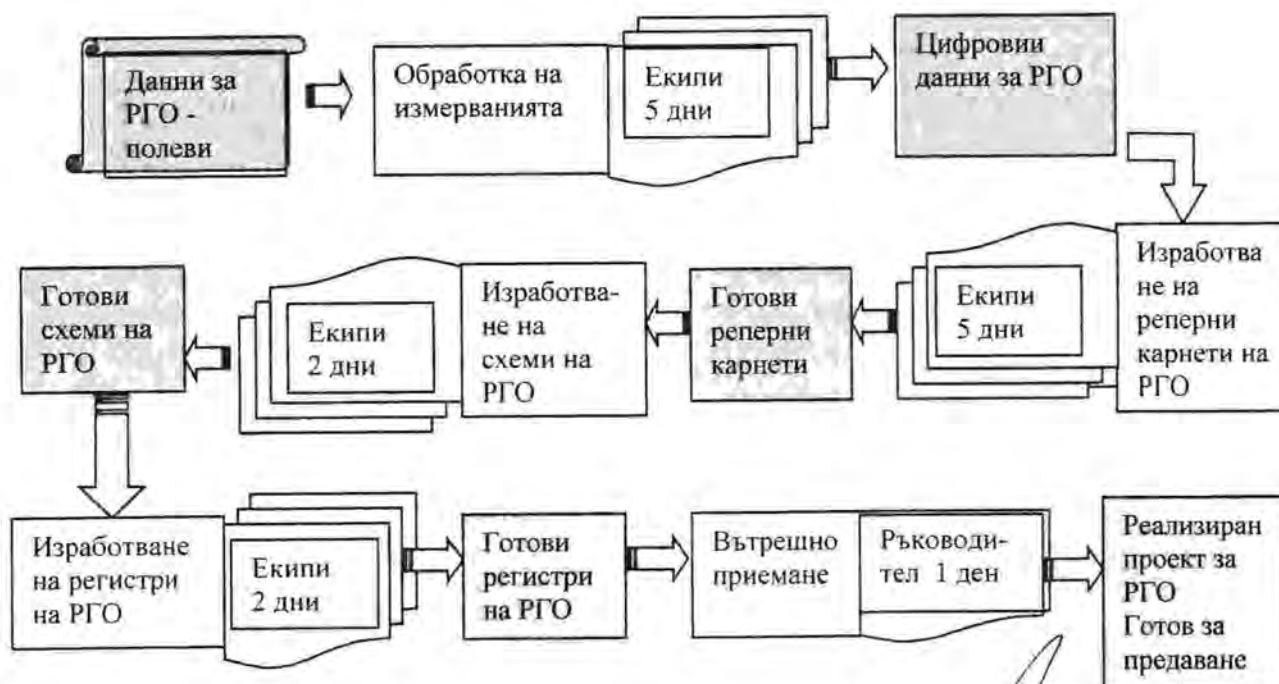 Данни за
РГО -
полеви
Обработка на
измерванията
Екипи
5 дни
Цифровии
данни за РГО
Изработва
не на
реперни
карнети на
РГО
Екипи
5 дни
Готови
реперни
карнети
Изработва-
не на
схеми на
РГО
Екипи
2 дни
Готови
схеми на
РГО
Изработване
на регистри
на РГО
Екипи
2 дни
Готови
регистри
на РГО
Вътрешно
приемане
Ръководи-
тел 1 ден
Реализиран
проект за
РГО
Готов за
предаване